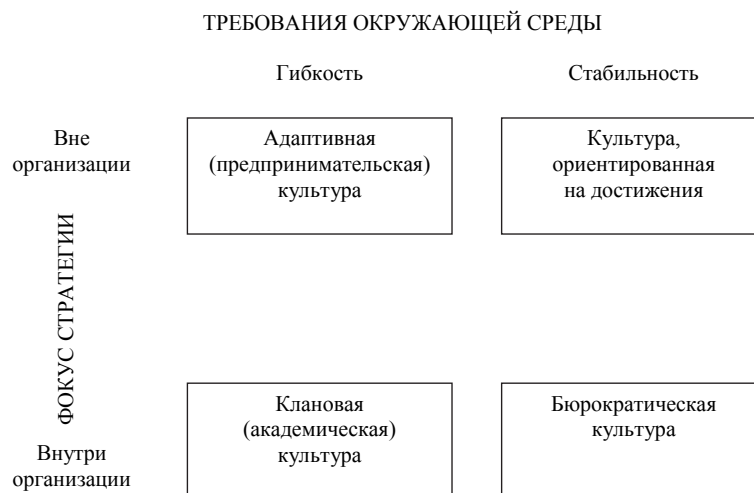 ТРЕБОВАНИЯ ОКРУЖАЮЩЕЙ СРЕДЫ
Гибкость
Стабильность
Вне
организации
Адаптивная
(предпринимательская)
культура
Культура,
ориентированная
на достижения
ФОКУС СТРАТЕГИИ
Внутри
организации
Клановая
(академическая)
культура
Бюрократическая
культура